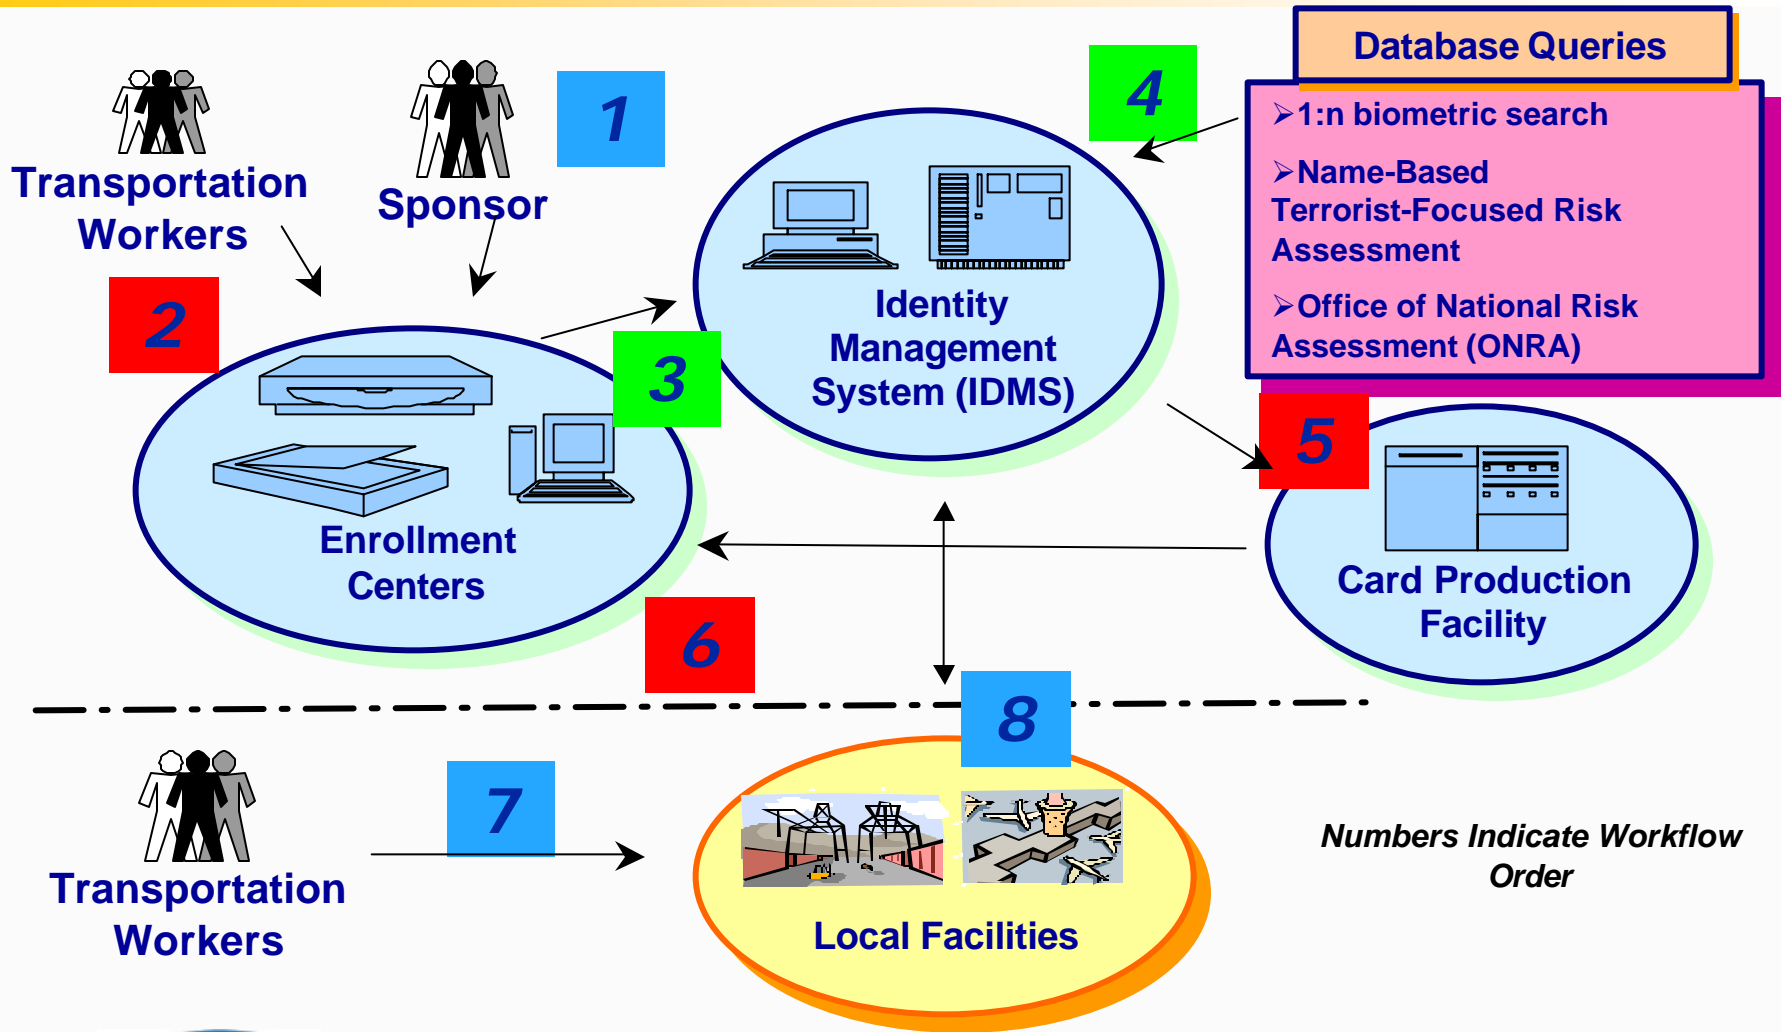 Database Queries
4
1
➢1:n biometric search
Transportation
Workers
Sponsor
➢Name-Based
Terrorist-Focused Risk
Assessment
2
Identity
Management
System (IDMS)
➢Office of National Risk
Assessment (ONRA)
3
5
Enrollment
Centers
Card Production
Facility
6
8
7
Numbers Indicate Workflow
Order
Transportation
Workers
Local Facilities